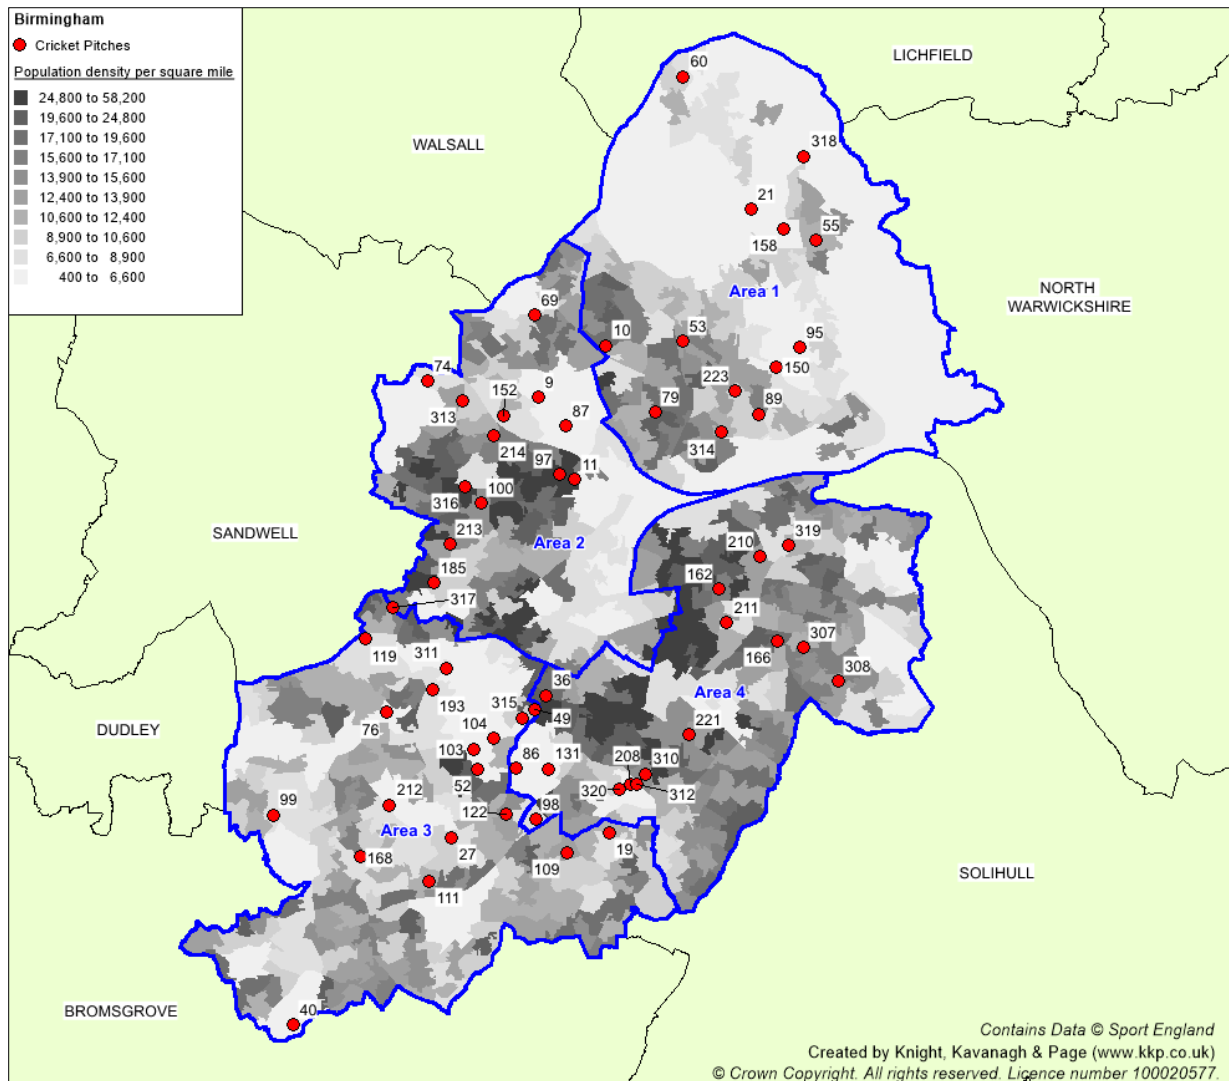 Birmingham
Cricket Pitches
Population density per square mile
24,800 to 58,200
19,600 to 24,800
17,100 to 19,600
15,600 to 17,100
13,900 to 15,600
12,400 to 13,900
10,600 to 12,400
8,900 to 10,600
6,600 to 8,900
400 to 6,600
LICHFIELD
60
WALSALL
318
21
55
158
NORTH
WARWICKSHIRE
Area 1
69
10
53
95
74
152
9
223
150
313
87
79
89
214
314
97
11
100
316
SANDWELL
213
Area 2
210
319
185
162
317
211
119
311
166
307
308
36
Area 4
193
315
49
221
DUDLEY
76
104
103
86
131
208
310
52
320
312
99
212
122
98
Area 3
27
19
168
109
SOLIHULL
111
BROMSGROVE
40
Contains Data © Sport England
Created by Knight, Kavanagh & Page (www.kkp.co.uk)
© Crown Copyright. All rights reserved. Licence number 100020577.